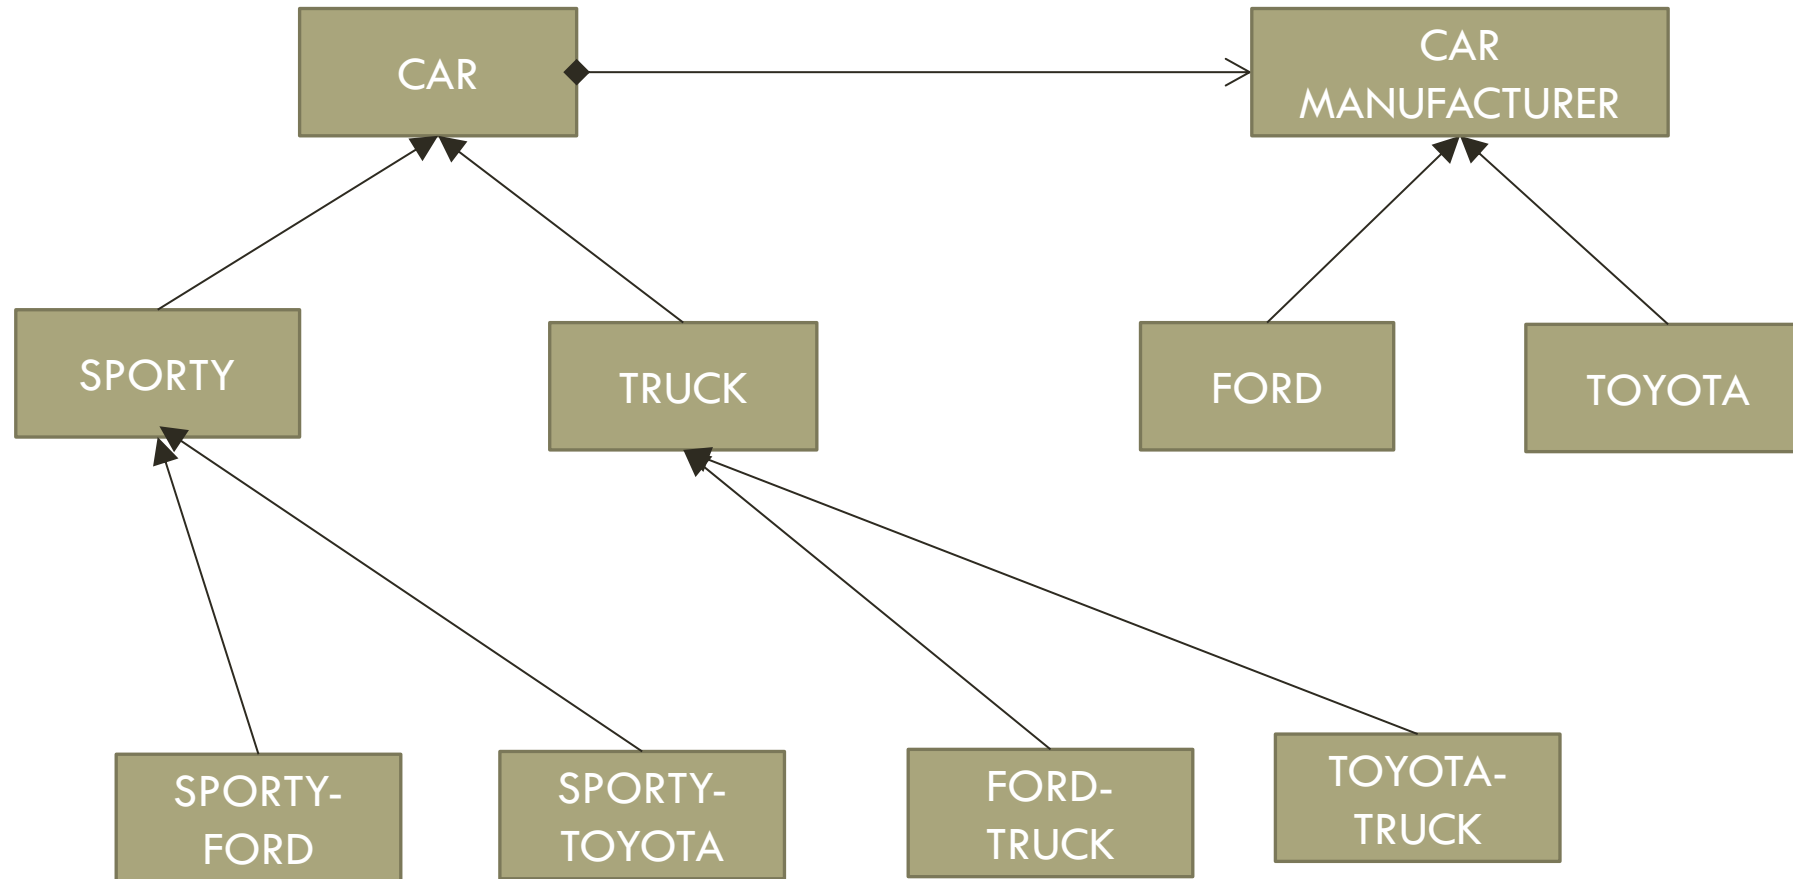 CAR
CAR
MANUFACTURER
SPORTY
TRUCK
FORD
TOYOTA
SPORTY-
FORD
SPORTY-
TOYOTA
FORD-
TRUCK
TOYOTA-
TRUCK